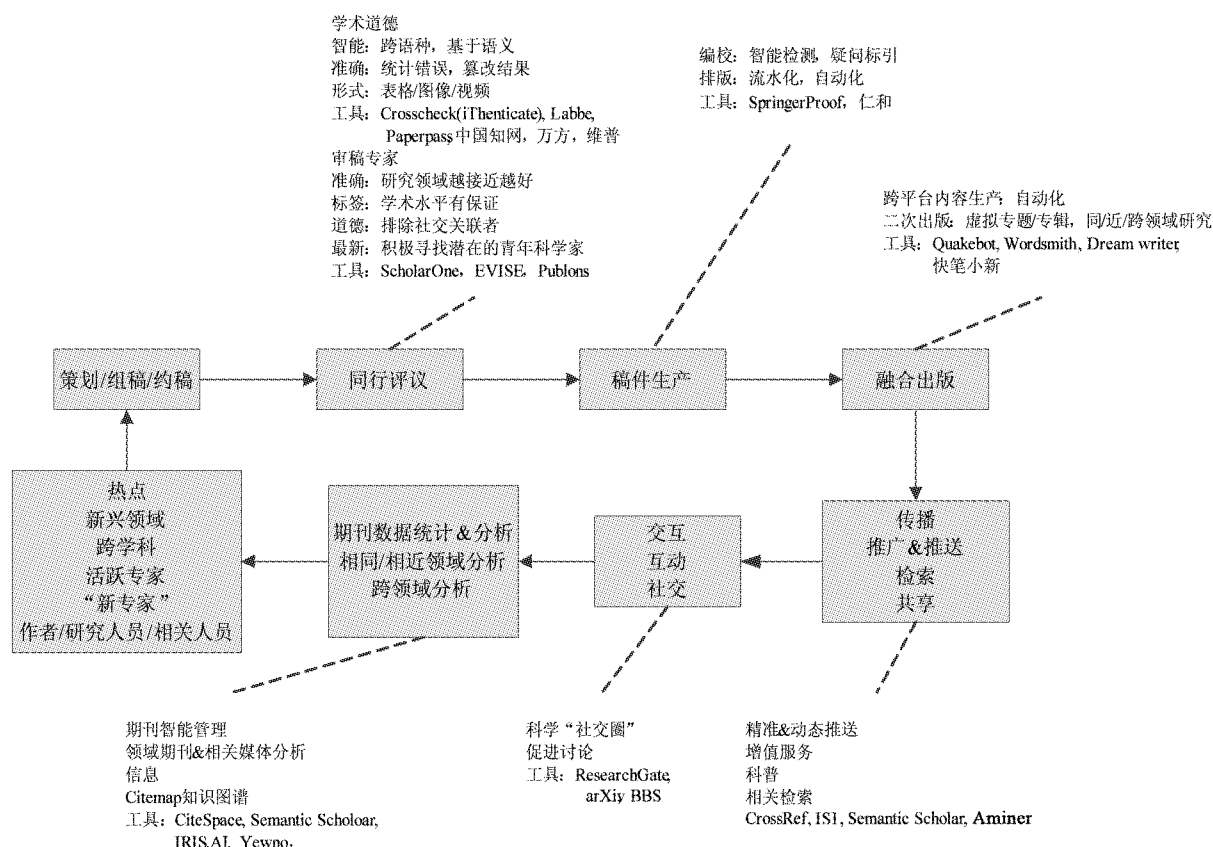 学术道德
智能：跨语种，基于语义
准确：统计错误，篡改结果
形式：表格/图像/视频
工具：Crosscheck(iThenticate), Labbe,
Paperpass, 中国知网，万方，维普
审稿专家
准确：研究领域越接近越好
标签：学术水平有保证
道德：排除社交关联者
最新：积极寻找潜在的青年科学家
工具：ScholarOne，EVISE，Publons
编校：智能检测，疑问标引
排版：流水化，自动化
工具：SpringerProof，仁和
跨平台内容生产：自动化
二次出版：虚拟专题/专辑，同/近/跨领域研究
工具：Quakebot, Wordsmith, Dream writer,
快笔小新
策划/组稿/约稿
同行评议
稿件生产
融合出版
热点
新兴领域
跨学科
活跃专家
“新专家”
作者/研究人员/相关人员
期刊数据统计&分析
相同/相近领域分析
跨领域分析
交互
互动
社交
传播
推广&推送
检索
共享
期刊智能管理
领域期刊&相关媒体分析
信息
Citemap知识图谱
工具：CiteSpace, Semantic Scholoar,
IRIS.AI, Yewno,
科学“社交圈”
促进讨论
工具：ResearchGate,
arXiv, BBS
精准&动态推送
增值服务
科普
相关检索
CrossRef, IS1, Semantic Scholar, Aminer